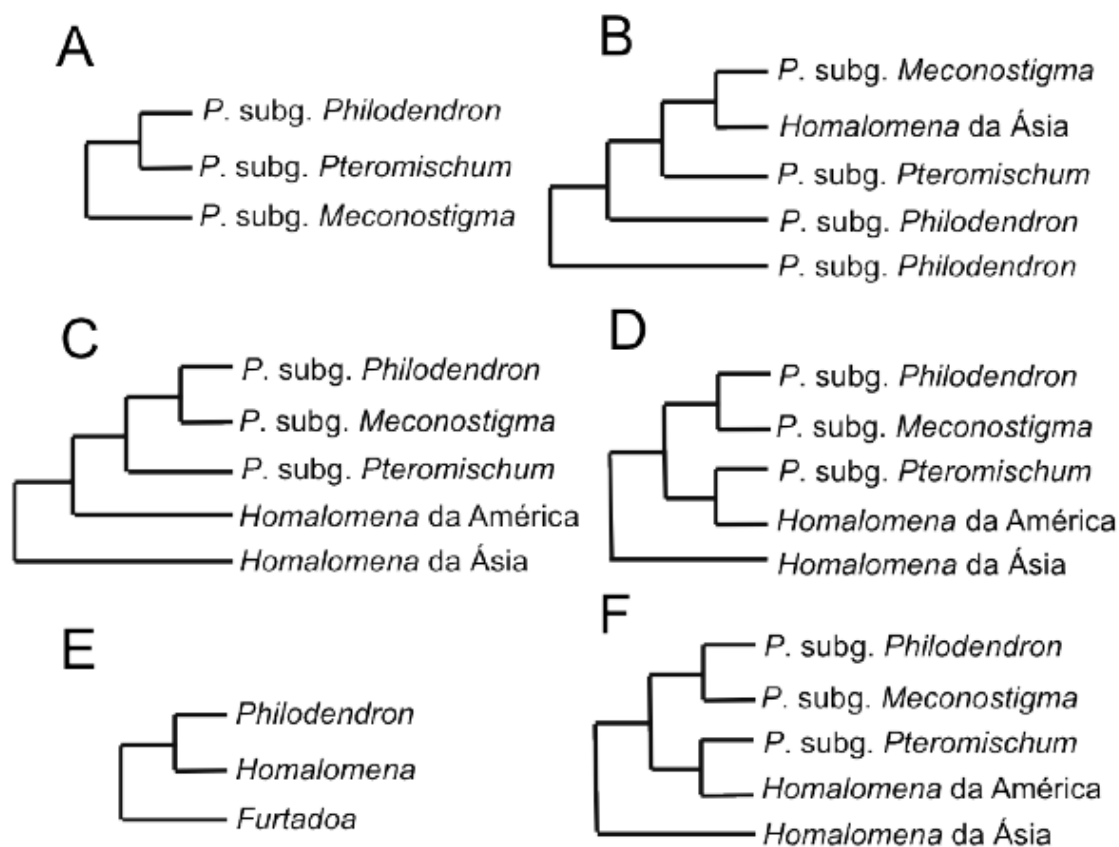 A
P. subg. Philodendron
P. subg. Pteromischum
P. subg. Meconostigma
B
P. subg. Meconostigma
Homalomena da Ásia
P. subg. Pteromischum
P. subg. Philodendron
P. subg. Philodendron
C
P. subg. Philodendron
P. subg. Meconostigma
P. subg. Pteromischum
Homalomena da América
Homalomena da Ásia
D
P. subg. Philodendron
P. subg. Meconostigma
P. subg. Pteromischum
Homalomena da América
Homalomena da Ásia
E
Philodendron
Homalomena
Furtadoa
F
P. subg. Philodendron
P. subg. Meconostigma
P. subg. Pteromischum
Homalomena da América
Homalomena da Ásia